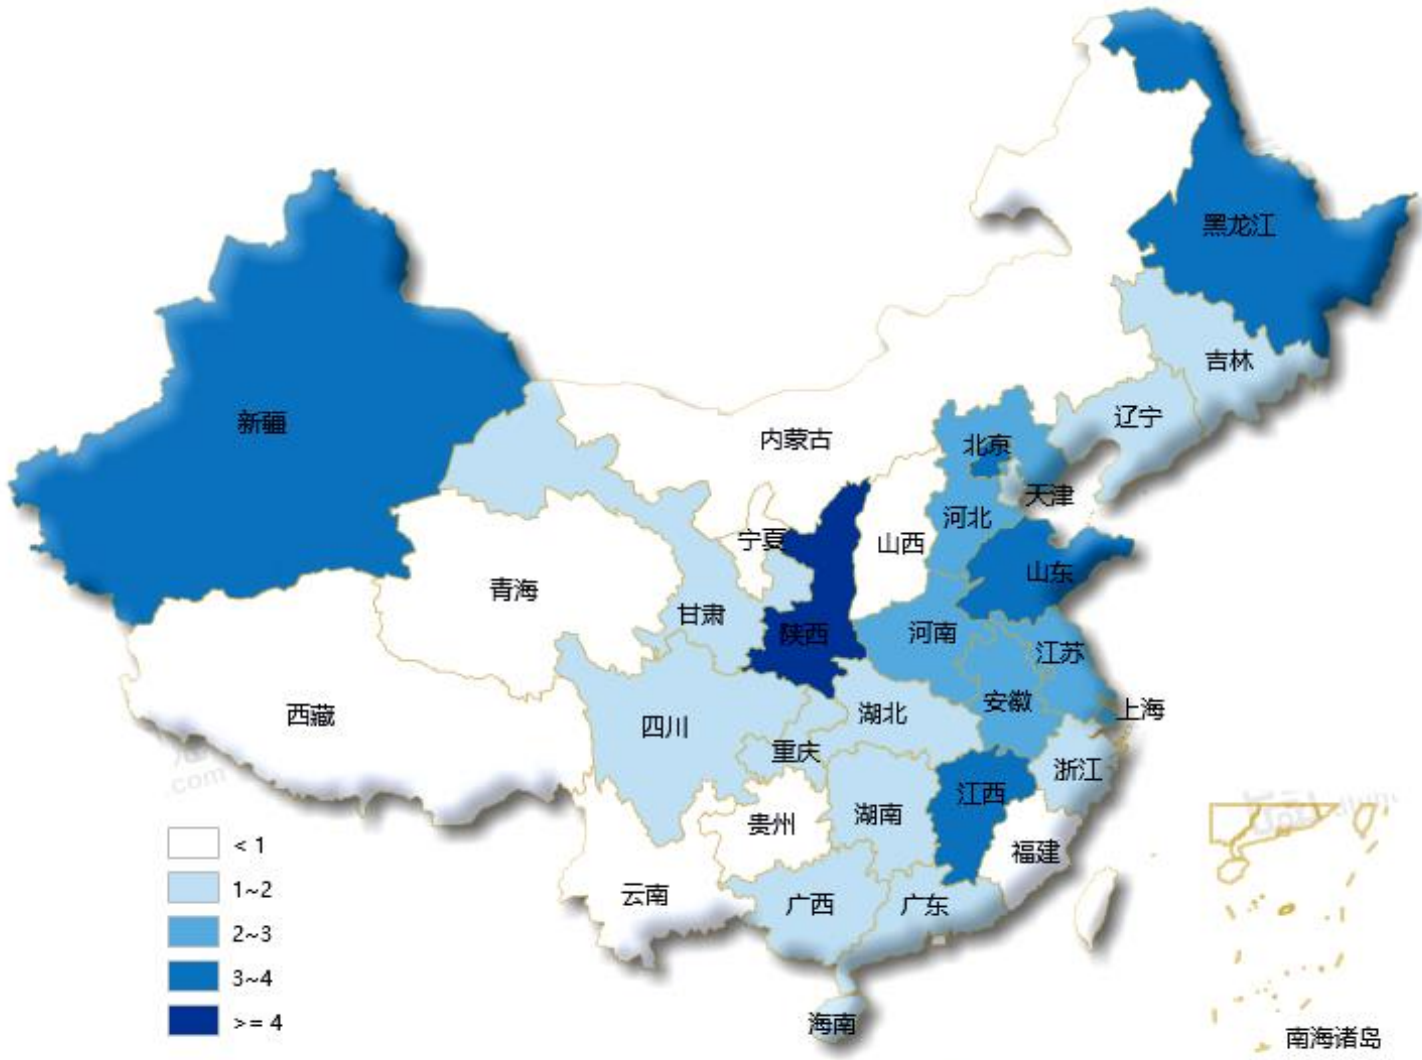 黑龙江
吉林
辽宁
新疆
内蒙古
北京
天津
河北
宁夏
山西
山东
青海
甘肃
陕西
河南
江苏
西藏
四川
湖北
安徽
上海
重庆
浙江
江西
湖南
贵州
福建
云南
广西
广东
海南
.com
< 1
1~2
2~3
3~4
>= 4
南海诸岛